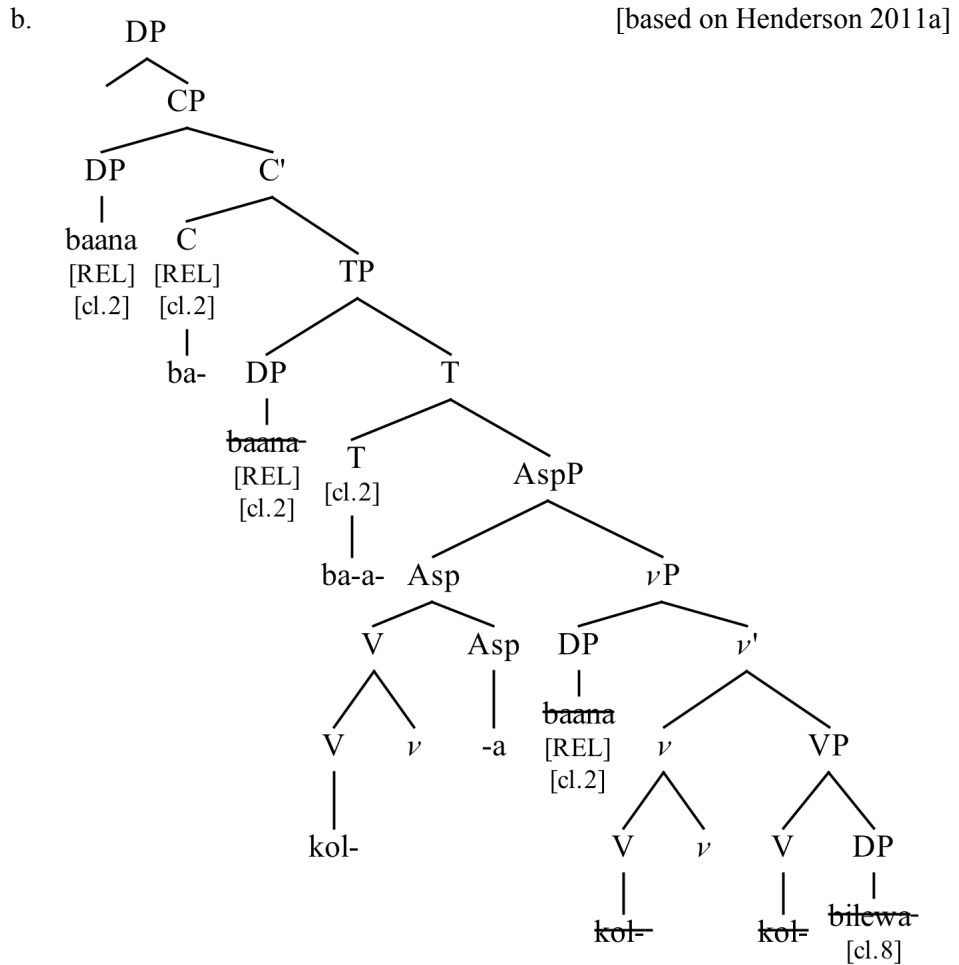 b. [based on Henderson 2011a]
DP
CP
DP C'
baana C
[REL] [REL] TP
[cl.2] [cl.2]
ba- DP T
baana- T
[REL] [cl.2] AspP
[cl.2]
ba-a- Asp νP
V Asp DP ν'
baana
V ν -a [REL] ν VP
[cl.2]
kol- V ν V DP
kol- kol- bilewa-
[cl.8]